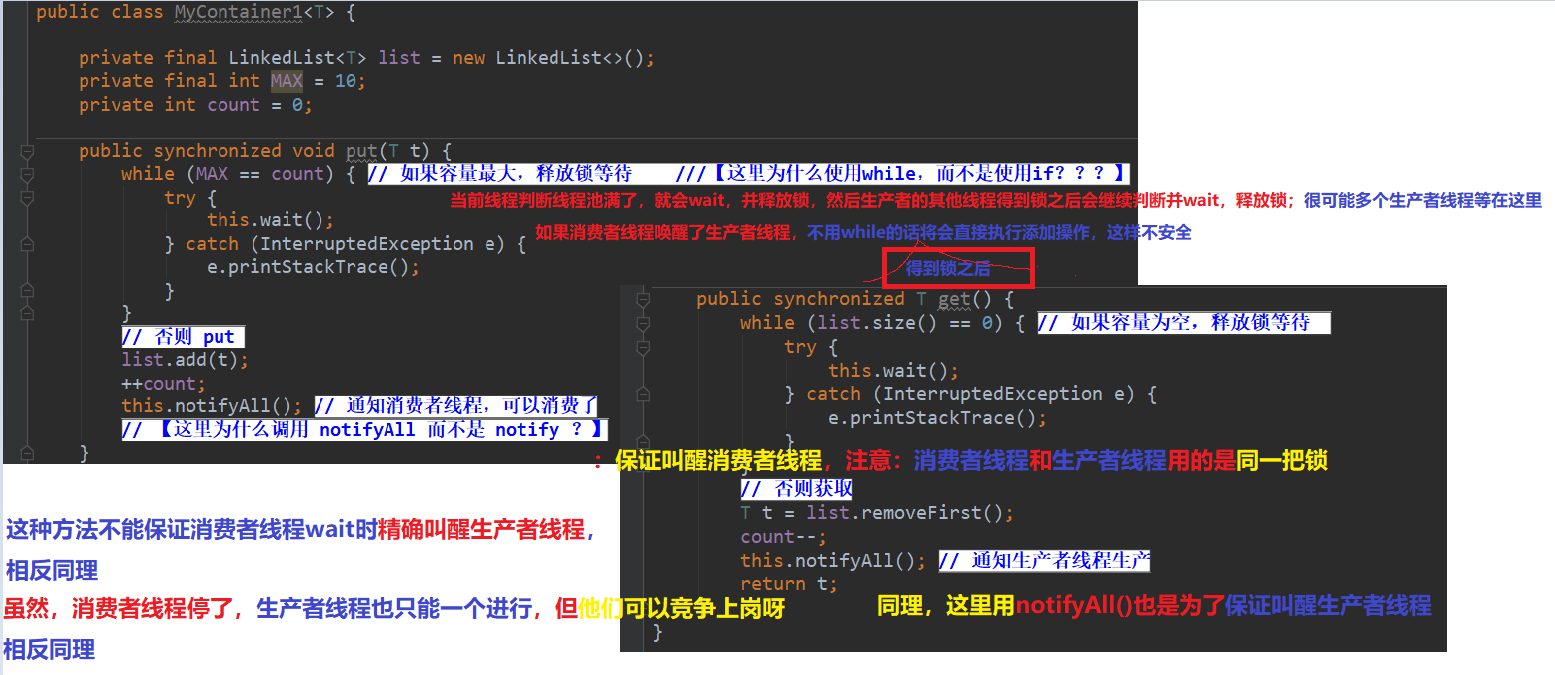 public class MyContainer1<T> {
private final LinkedList<T> list = new LinkedList<>();
private final int MAX = 10;
private int count = 0;
public synchronized void put(T t) {
while (MAX == count) { // 如果容量最大，释放锁等待 ///【这里为什么使用while，而不是使用if？？？】
try {
当前线程判断线程池满了，就会wait，并释放锁，然后生产者的其他线程得到锁之后会继续判断并wait，释放锁；很可能多个生产者线程等在这里
this.wait();
} catch (InterruptedException e) {
如果消费者线程唤醒了生产者线程，不用while的话将会直接执行添加操作，这样不安全
e.printStackTrace();
得到锁之后
}
}
// 否则 put
list.add(t);
++count;
this.notifyAll(); // 通知消费者线程，可以消费了
// 【这里为什么调用 notifyAll 而不是 notify ？】
}
public synchronized T get() {
while (list.size() == 0) { // 如果容量为空，释放锁等待
try {
this.wait();
} catch (InterruptedException e) {
e.printStackTrace();
}
：保证叫醒消费者线程，注意：消费者线程和生产者线程用的是同一把锁
}
// 否则获取
T t = list.removeFirst();
count--;
this.notifyAll(); // 通知生产者线程生产
return t;
同理，这里用notifyAll()也是为了保证叫醒生产者线程
}
这种方法不能保证消费者线程wait时精确叫醒生产者线程，
相反同理
虽然，消费者线程停了，生产者线程也只能一个进行，但他们可以竞争上岗呀
相反同理